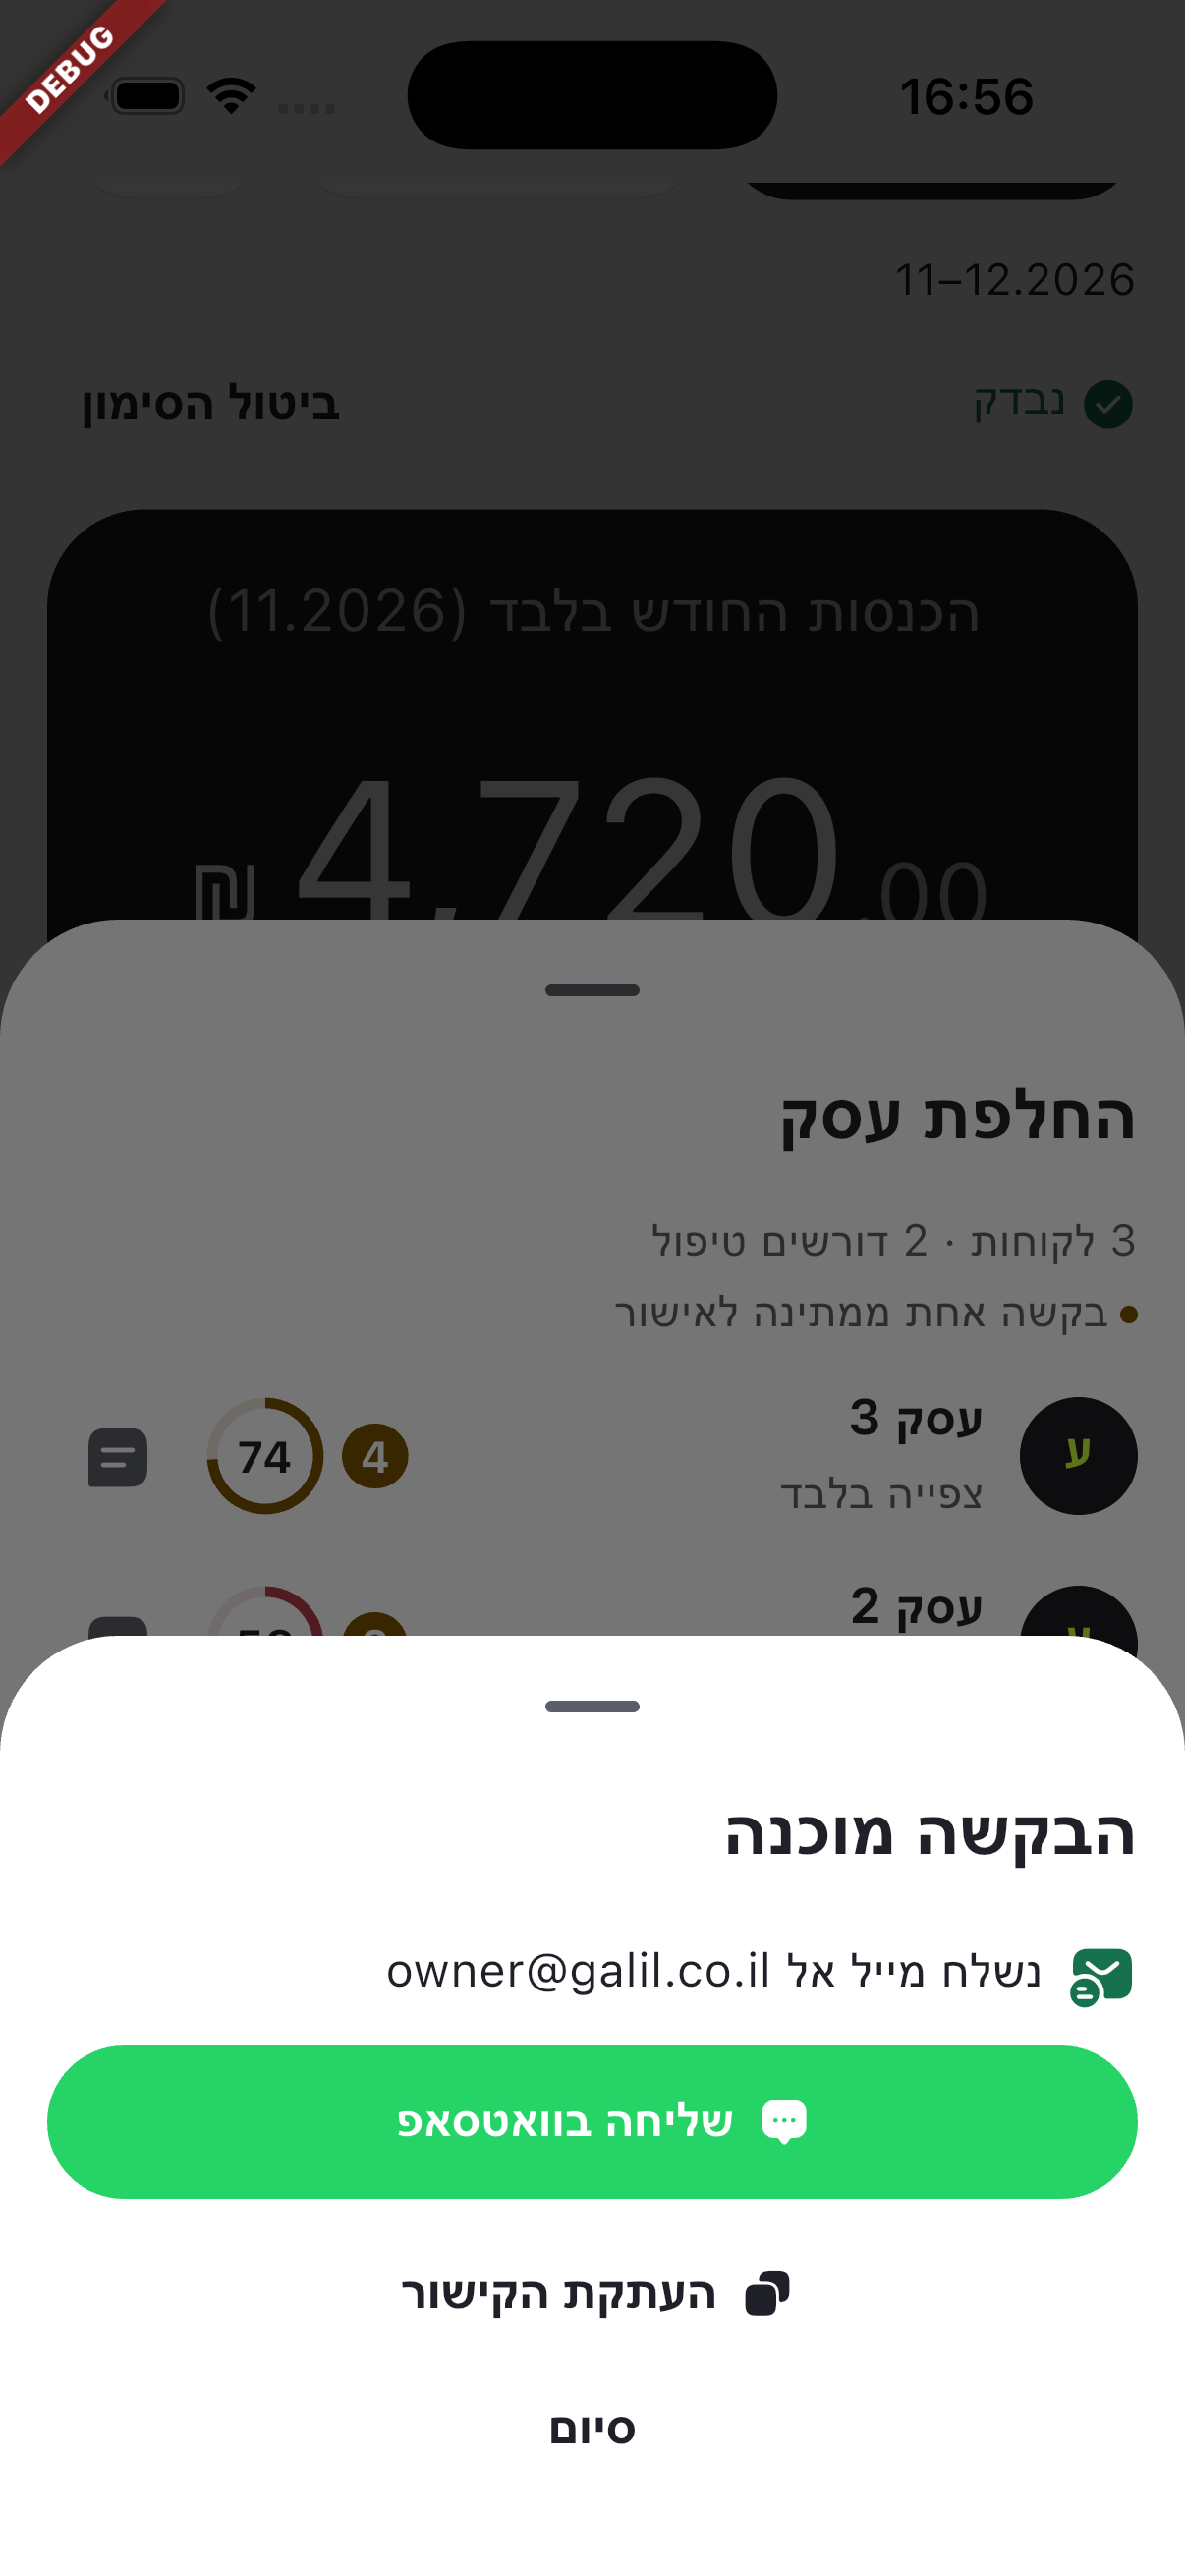 DEBUG
16:56
11–12.2026
נבדק
ביטול הסימון
הכנסות החודש בלבד (11.2026)
₪ 4,720.00
החלפת עסק
3 לקוחות · 2 דורשים טיפול
בקשה אחת ממתינה לאישור
ע
עסק 3
4
74
צפייה בלבד
עסק 2
הבקשה מוכנה
נשלח מייל אל owner@galil.co.il
שליחה בוואטסאפ
העתקת הקישור
סיום